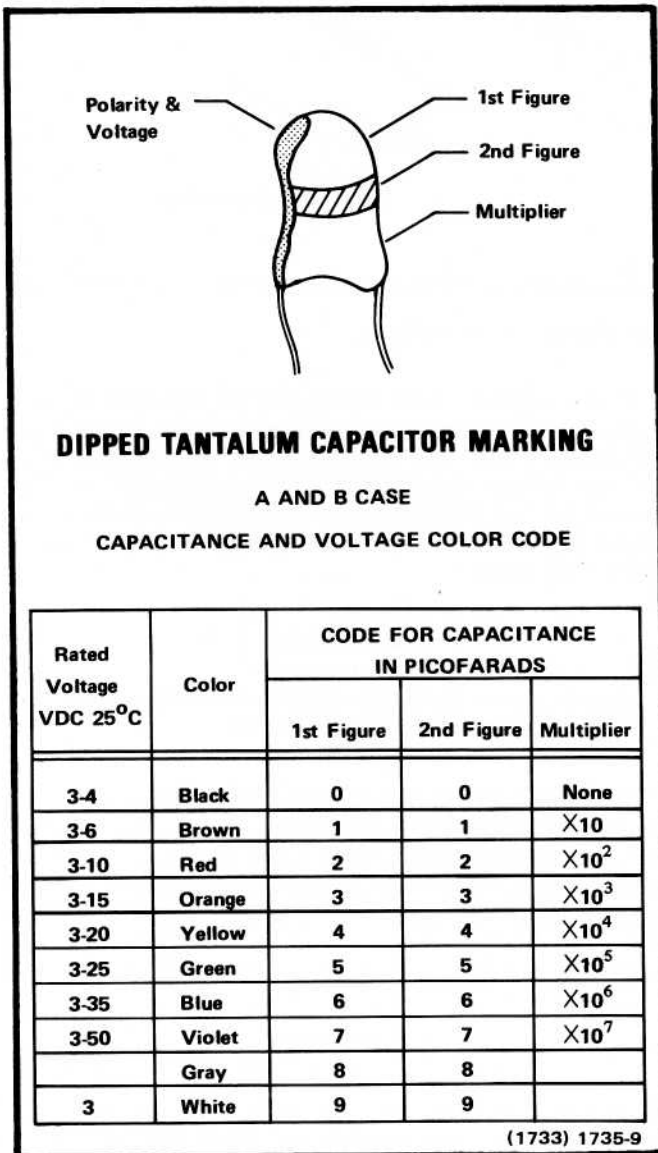 Polarity &
Voltage
1st Figure
2nd Figure
Multiplier
DIPPED TANTALUM CAPACITOR MARKING
A AND B CASE
CAPACITANCE AND VOLTAGE COLOR CODE
Rated
Voltage
VDC 25⁰C
Color
CODE FOR CAPACITANCE
IN PICOFARADS
1st Figure 2nd Figure Multiplier
3-4 Black 0 0 None
3-6 Brown 1 1 X10
3-10 Red 2 2 X10²
3-15 Orange 3 3 X10³
3-20 Yellow 4 4 X10⁴
3-25 Green 5 5 X10⁵
3-35 Blue 6 6 X10⁶
3-50 Violet 7 7 X10⁷
Gray 8 8
3 White 9 9
(1733) 1735-9